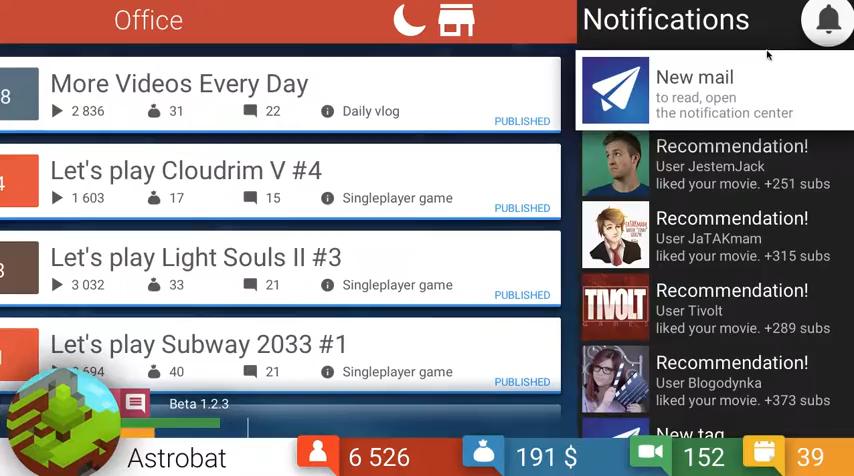 Office
Notifications
8
More Videos Every Day
2 836
31
22
Daily vlog
PUBLISHED
4
Let's play Cloudrim V #4
1 603
17
15
Singleplayer game
PUBLISHED
3
Let's play Light Souls II #3
3 032
33
21
Singleplayer game
PUBLISHED
Let's play Subway 2033 #1
694
40
21
Singleplayer game
PUBLISHED
New mail
to read, open
the notification center
Recommendation!
User JestemJack
liked your movie. +251 subs
Recommendation!
User JaTAKmam
liked your movie. +315 subs
TIVOLT
Recommendation!
User Tivolt
liked your movie. +289 subs
Recommendation!
User Blogodynka
liked your movie. +373 subs
New tag
Beta 1.2.3
Astrobat
6 526
191 $
152
39